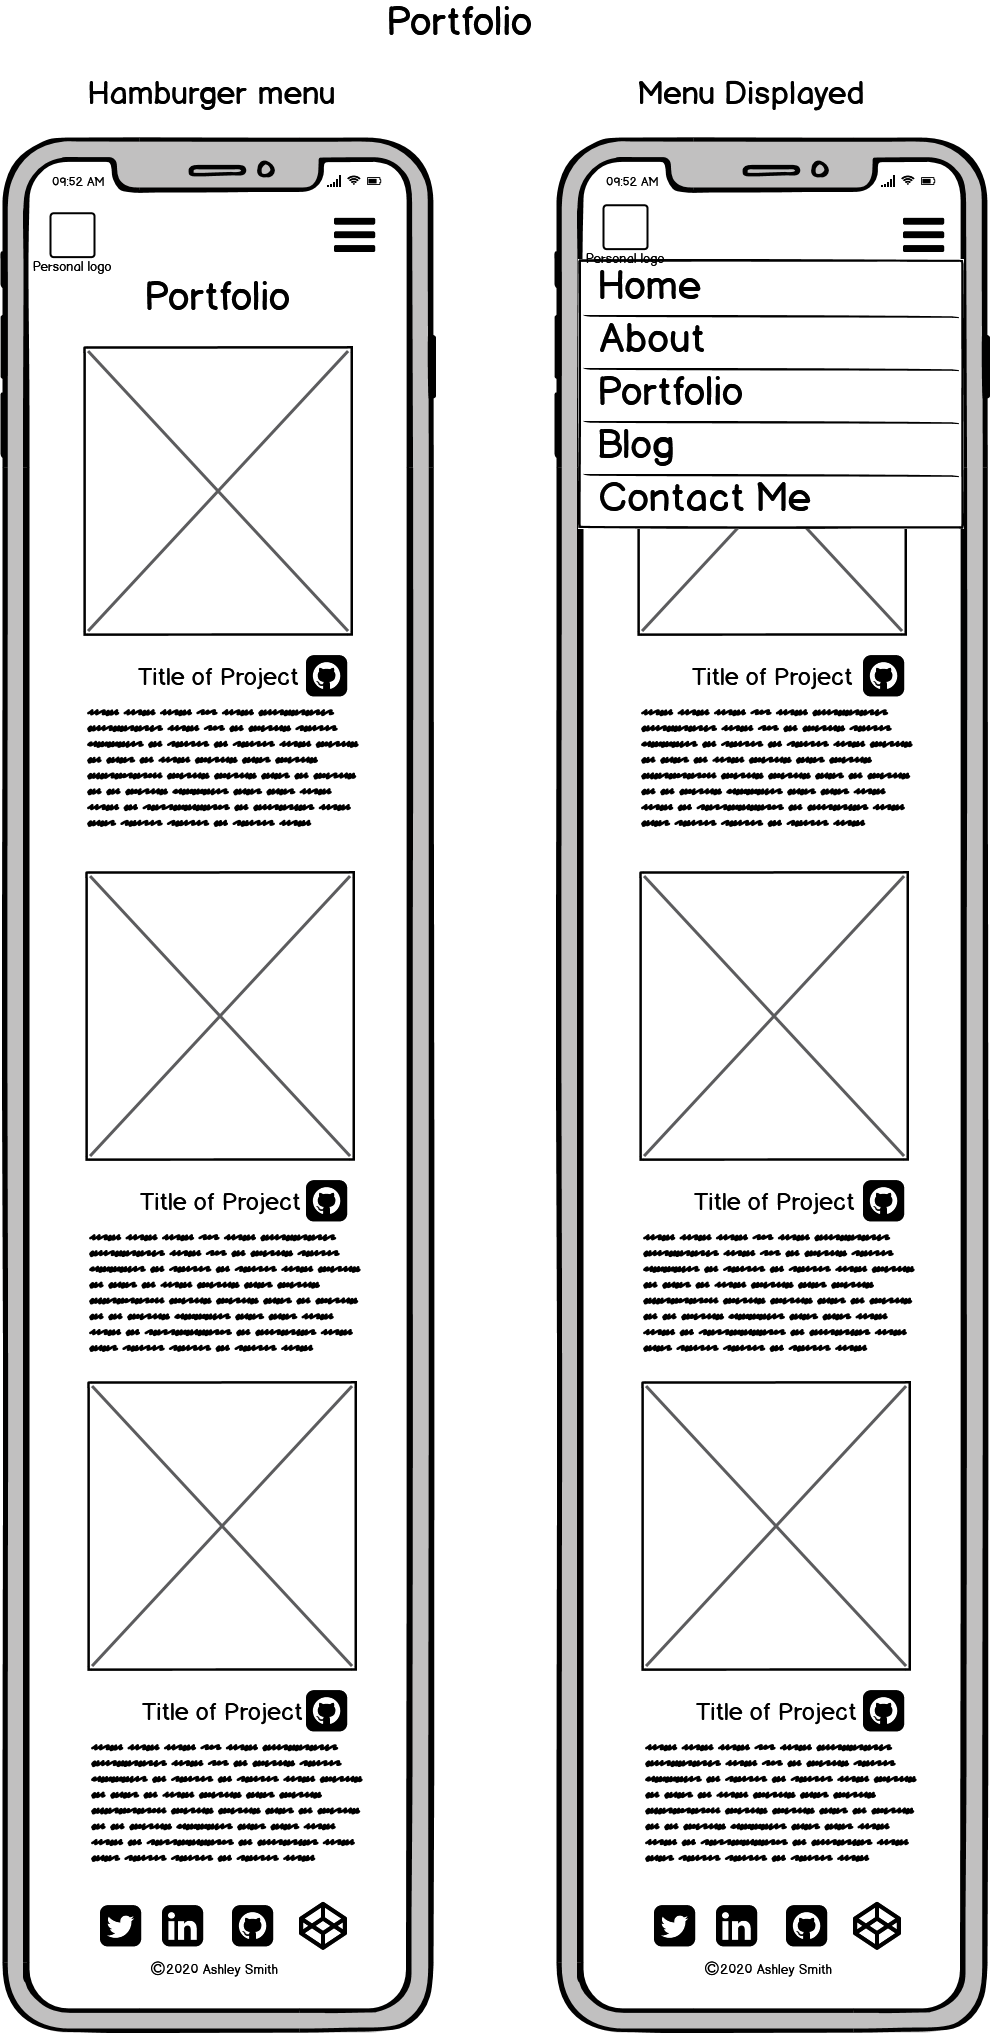 Portfolio
Hamburger menu
09:52 AM
Personal logo
Portfolio
Title of Project
Title of Project
Title of Project
©2020 Ashley Smith
Menu Displayed
09:52 AM
Personal logo
Home
About
Portfolio
Blog
Contact Me
Title of Project
Title of Project
Title of Project
©2020 Ashley Smith